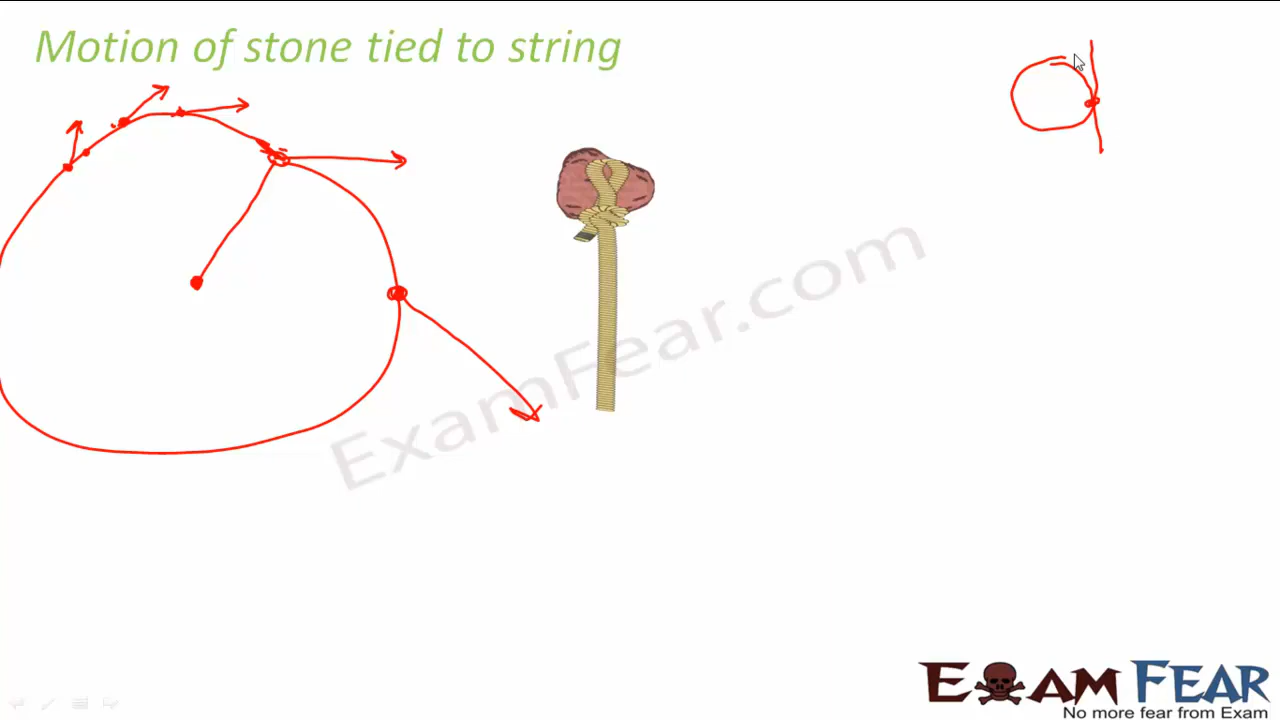 Motion of stone tied to string
ExamFear.com
EXAM FEAR
No more fear from Exam